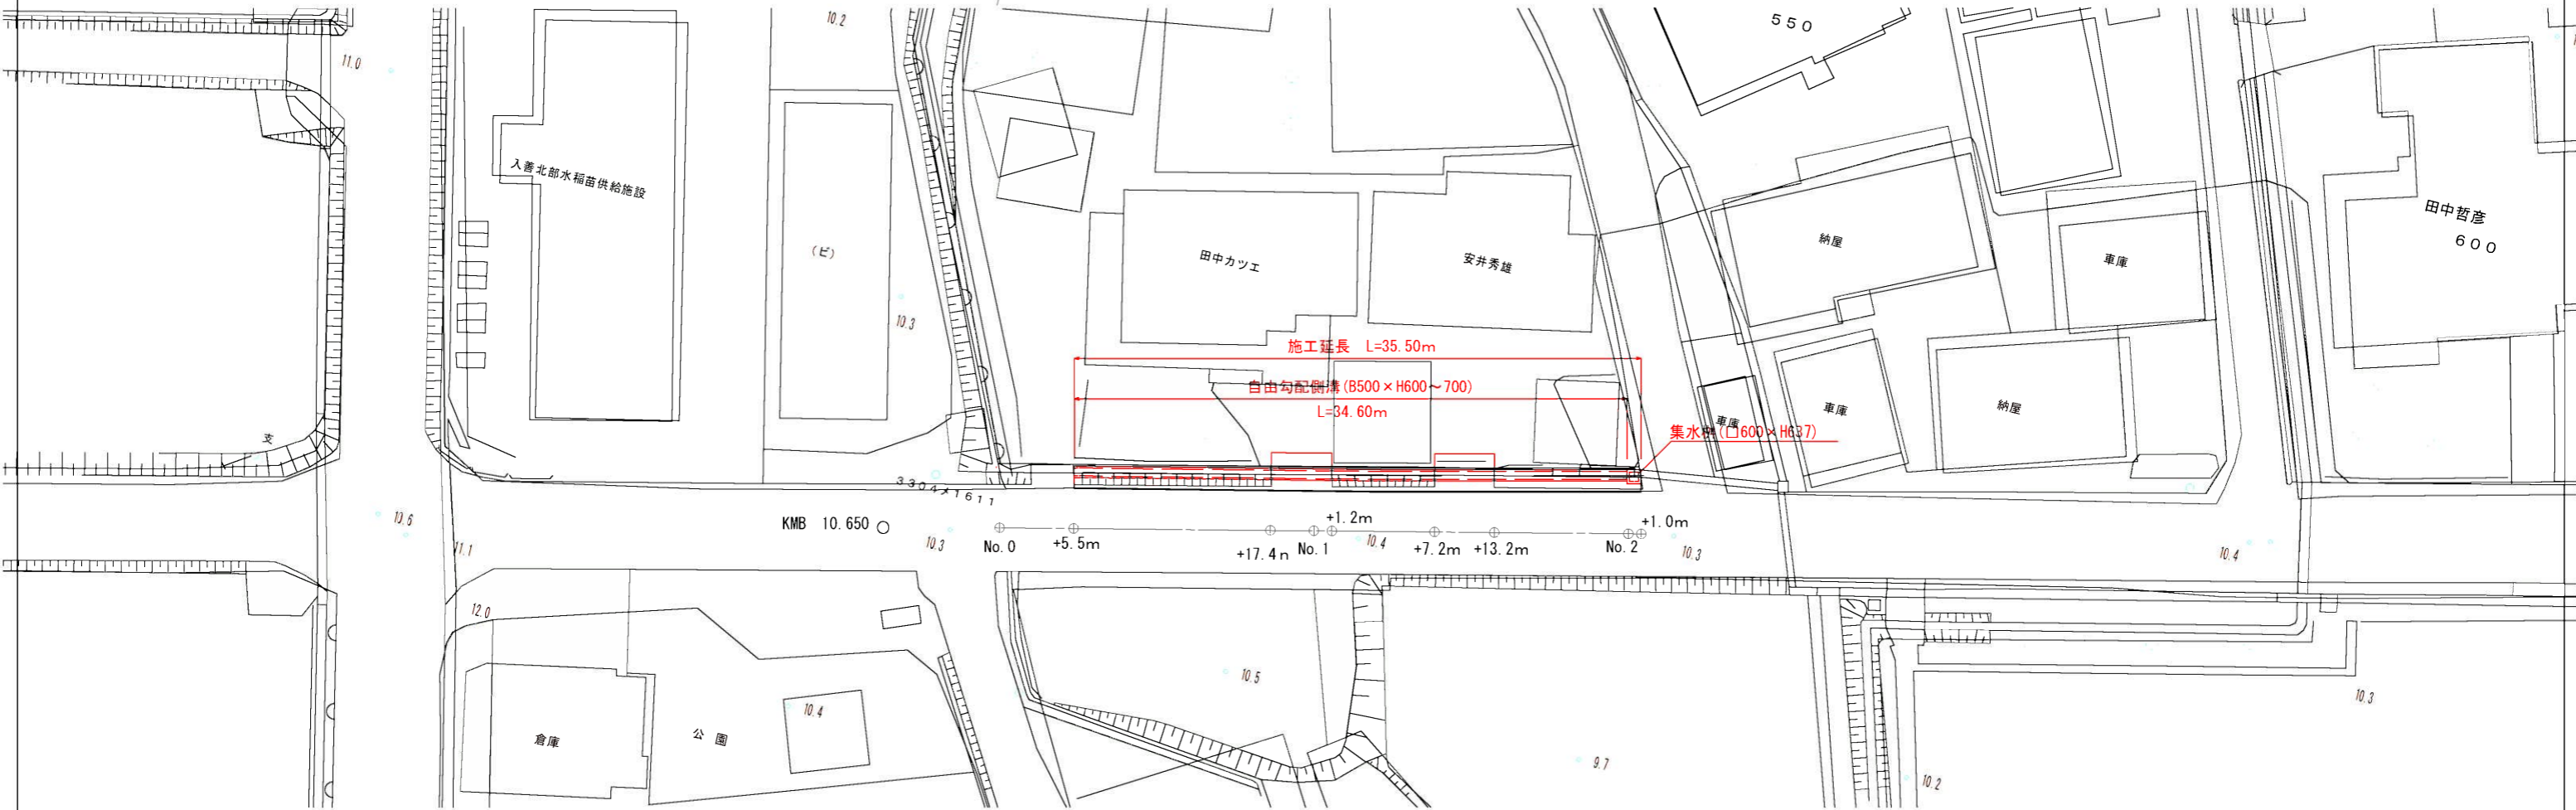 10.2
550
11.0
入善北部水稲苗供給施設
(ビ)
10.3
田中カツエ
安井秀雄
納屋
車庫
田中哲彦
600
施工延長 L=35.50m
自由勾配側溝(B500×H600~700)
L=34.60m
車庫
車庫
納屋
集水桝(□600×H637)
支
10.6
11.1
KMB 10.650
10.3
No.0
+5.5m
+17.4m
No.1
+1.2m
10.4
+7.2m
+13.2m
No.2
+1.0m
10.3
10.4
12.0
倉庫
公園
10.4
10.5
9.7
10.2
10.3